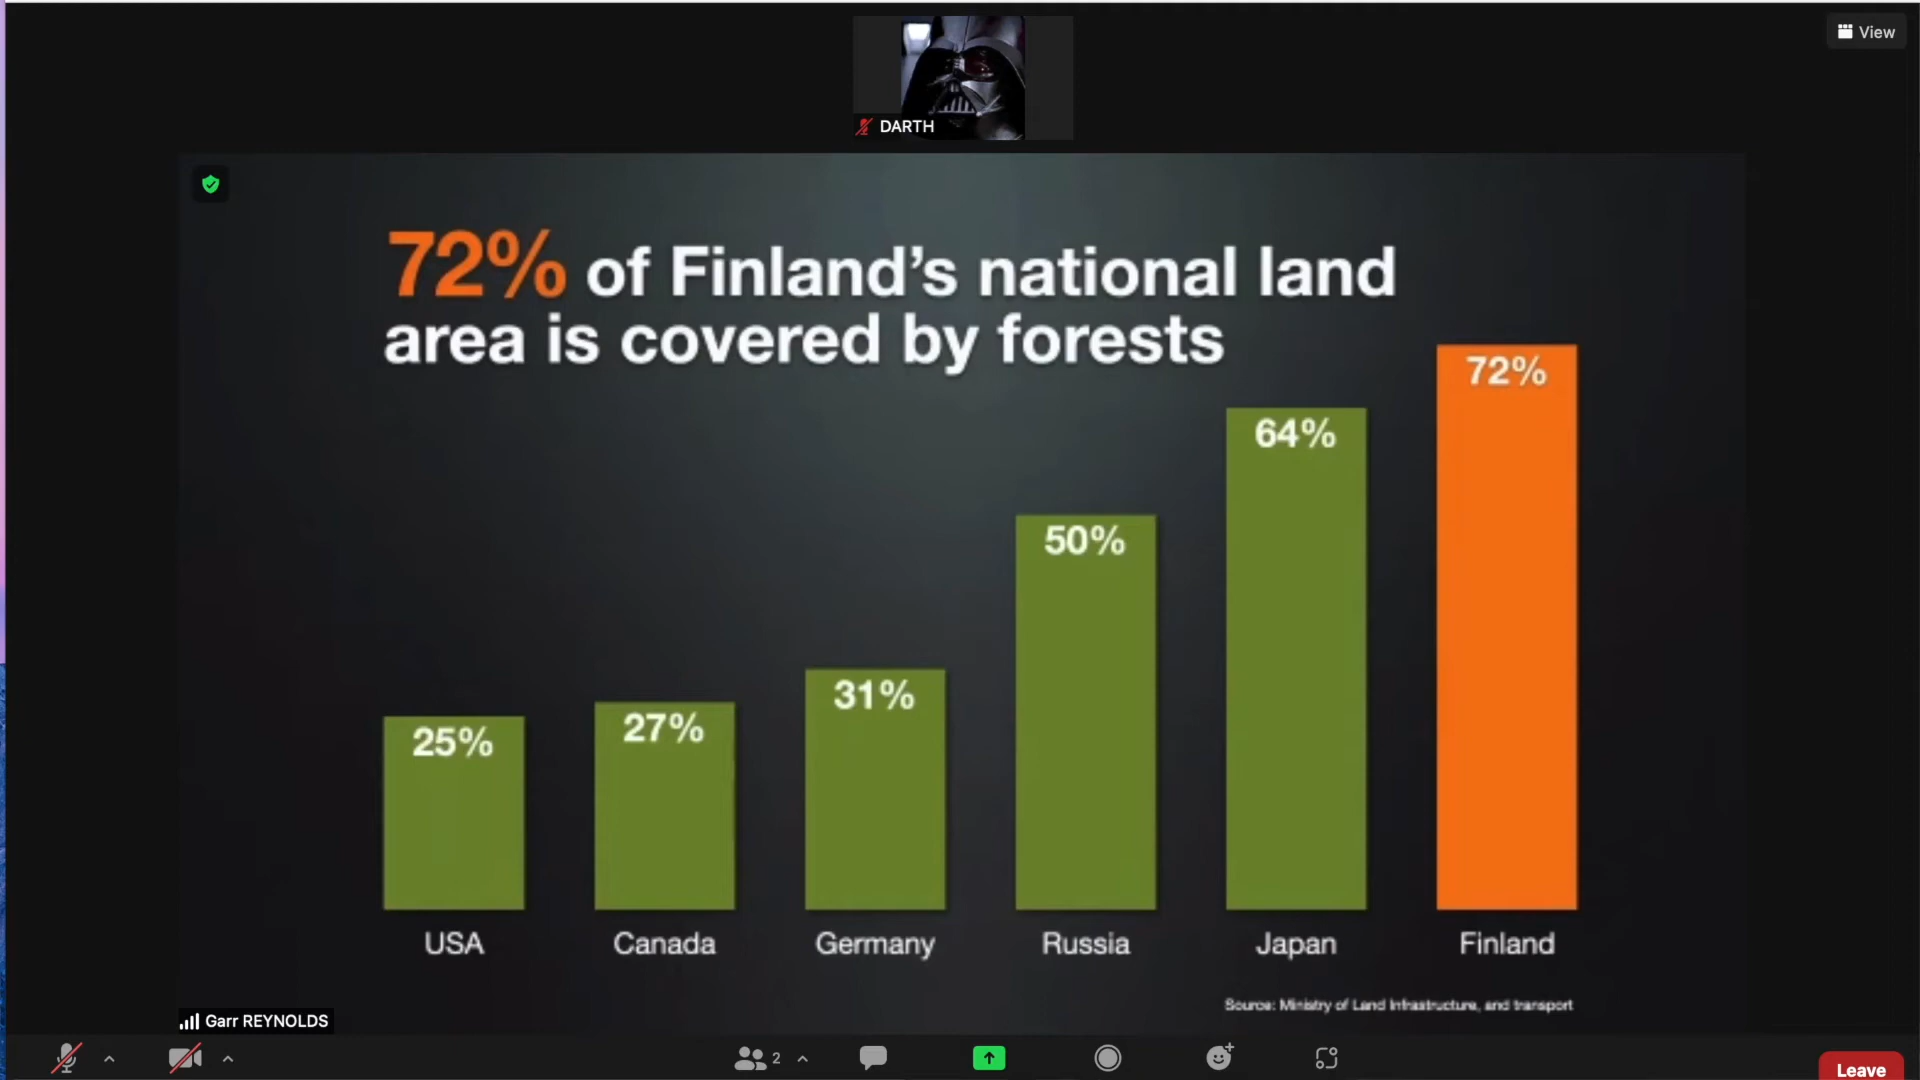 View
DARTH
72% of Finland's national land
area is covered by forests
72%
64%
50%
31%
27%
25%
USA
Canada
Germany
Russia
Japan
Finland
Source: Ministry of Land Infrastructure, and transport
Garr REYNOLDS
2
Leave